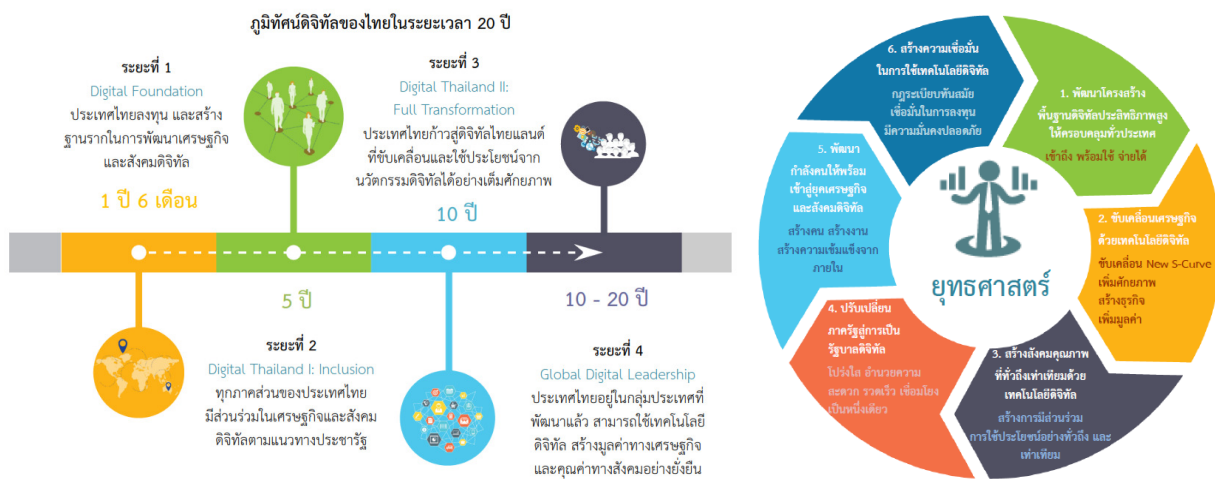 ภูมิทัศน์ดิจิทัลของไทยในระยะเวลา 20 ปี
ระยะที่ 1
Digital Foundation
ประเทศไทยลงทุน และสร้าง
ฐานรากในการพัฒนาเศรษฐกิจ
และสังคมดิจิทัล
1 ปี 6 เดือน
ระยะที่ 2
Digital Thailand I: Inclusion
ทุกภาคส่วนของประเทศไทย
มีส่วนร่วมในเศรษฐกิจและสังคม
ดิจิทัลตามแนวทางประชารัฐ
5 ปี
ระยะที่ 3
Digital Thailand II:
Full Transformation
ประเทศไทยก้าวสู่ดิจิทัลไทยแลนด์
ที่ขับเคลื่อนและใช้ประโยชน์จาก
นวัตกรรมดิจิทัลได้อย่างเต็มศักยภาพ
10 ปี
10 - 20 ปี
ระยะที่ 4
Global Digital Leadership
ประเทศไทยอยู่ในกลุ่มประเทศที่
พัฒนาแล้ว สามารถใช้เทคโนโลยี
ดิจิทัล สร้างมูลค่าทางเศรษฐกิจ
และคุณค่าทางสังคมอย่างยั่งยืน
ยุทธศาสตร์
1. พัฒนาโครงสร้าง
พื้นฐานดิจิทัลประสิทธิภาพสูง
ให้ครอบคลุมทั่วประเทศ
เข้าถึง พร้อมใช้ จ่ายได้
2. ขับเคลื่อนเศรษฐกิจ
ด้วยเทคโนโลยีดิจิทัล
ขับเคลื่อน New S-Curve
เพิ่มศักยภาพ
สร้างธุรกิจ
เพิ่มมูลค่า
3. สร้างสังคมคุณภาพ
ที่ทั่วถึงเท่าเทียมด้วย
เทคโนโลยีดิจิทัล
สร้างการมีส่วนร่วม
การใช้ประโยชน์อย่างทั่วถึง และ
เท่าเทียม
4. ปรับเปลี่ยน
ภาครัฐสู่การเป็น
รัฐบาลดิจิทัล
โปร่งใส อำนวยความ
สะดวก รวดเร็ว เชื่อมโยง
เป็นหนึ่งเดียว
5. พัฒนา
กำลังคนให้พร้อม
เข้าสู่ยุคเศรษฐกิจ
และสังคมดิจิทัล
สร้างคน สร้างงาน
สร้างความเข้มแข็งจาก
ภายใน
6. สร้างความเชื่อมั่น
ในการใช้เทคโนโลยีดิจิทัล
กฎระเบียบทันสมัย
เชื่อมั่นในการลงทุน
มีความมั่นคงปลอดภัย